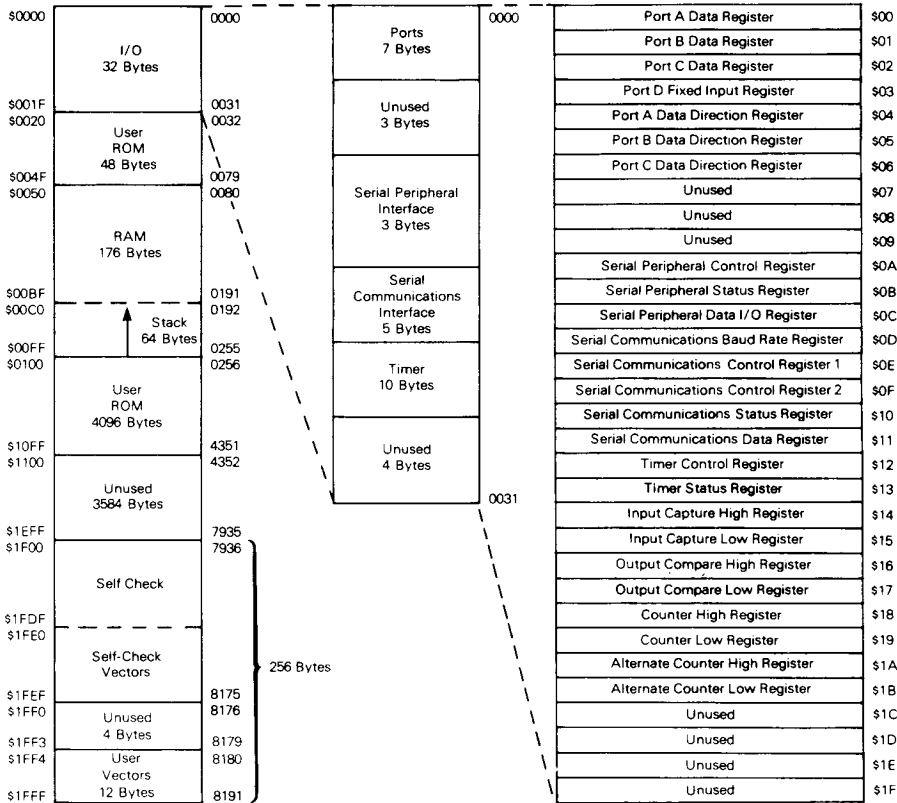 $0000
0000
I/O
32 Bytes
$001F
0031
$0020
0032
User
ROM
48 Bytes
$004F
0079
$0050
0080
RAM
176 Bytes
$00BF
0191
$00C0
0192
Stack
64 Bytes
$00FF
0255
$0100
0256
User
ROM
4096 Bytes
$10FF
4351
$1100
4352
Unused
3584 Bytes
$1EFF
7935
$1F00
7936
Self Check
$1FDF
$1FE0
Self-Check
Vectors
256 Bytes
$1FEF
8175
$1FF0
8176
Unused
4 Bytes
$1FF3
8179
$1FF4
8180
User
Vectors
12 Bytes
$1FFF
8191
0000
Ports
7 Bytes
Unused
3 Bytes
Serial Peripheral
Interface
3 Bytes
Serial
Communications
Interface
5 Bytes
Timer
10 Bytes
Unused
4 Bytes
0031
Port A Data Register $00
Port B Data Register $01
Port C Data Register $02
Port D Fixed Input Register $03
Port A Data Direction Register $04
Port B Data Direction Register $05
Port C Data Direction Register $06
Unused $07
Unused $08
Unused $09
Serial Peripheral Control Register $0A
Serial Peripheral Status Register $0B
Serial Peripheral Data I/O Register $0C
Serial Communications Baud Rate Register $0D
Serial Communications Control Register 1 $0E
Serial Communications Control Register 2 $0F
Serial Communications Status Register $10
Serial Communications Data Register $11
Timer Control Register $12
Timer Status Register $13
Input Capture High Register $14
Input Capture Low Register $15
Output Compare High Register $16
Output Compare Low Register $17
Counter High Register $18
Counter Low Register $19
Alternate Counter High Register $1A
Alternate Counter Low Register $1B
Unused $1C
Unused $1D
Unused $1E
Unused $1F